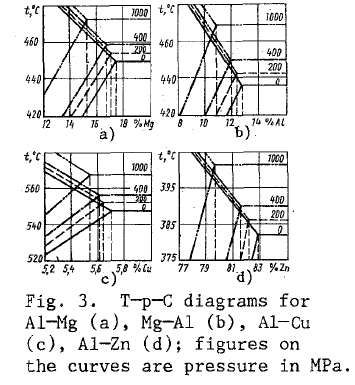 t,°C
1000
460
400
200
0
440
420
12 14 16 18 %Mg
a)
t,°C
1000
460
400
200
0
440
420
8 10 12 14 %Al
b)
t,°C
1000
560
400
200
0
540
520
5,2 5,4 5,6 5,8 %Cu
c)
t,°C
1000
395
400
200
385
0
375
77 79 81 83 %Zn
d)
Fig. 3. T-p-C diagrams for
Al-Mg (a), Mg-Al (b), Al-Cu
(c), Al-Zn (d); figures on
the curves are pressure in MPa.